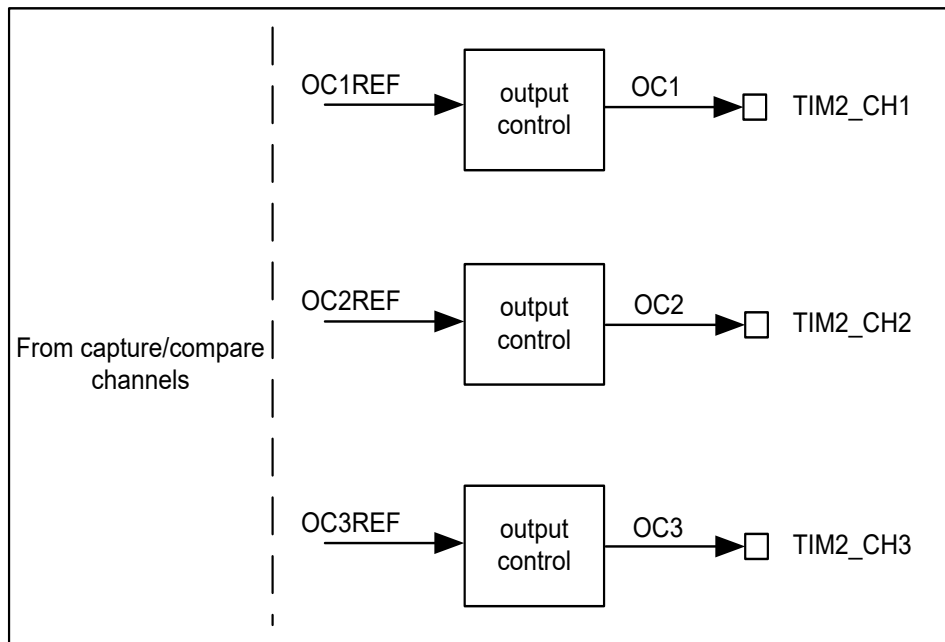 OC1REF
output
control
OC1
TIM2_CH1
OC2REF
output
control
OC2
TIM2_CH2
From capture/compare
channels
OC3REF
output
control
OC3
TIM2_CH3